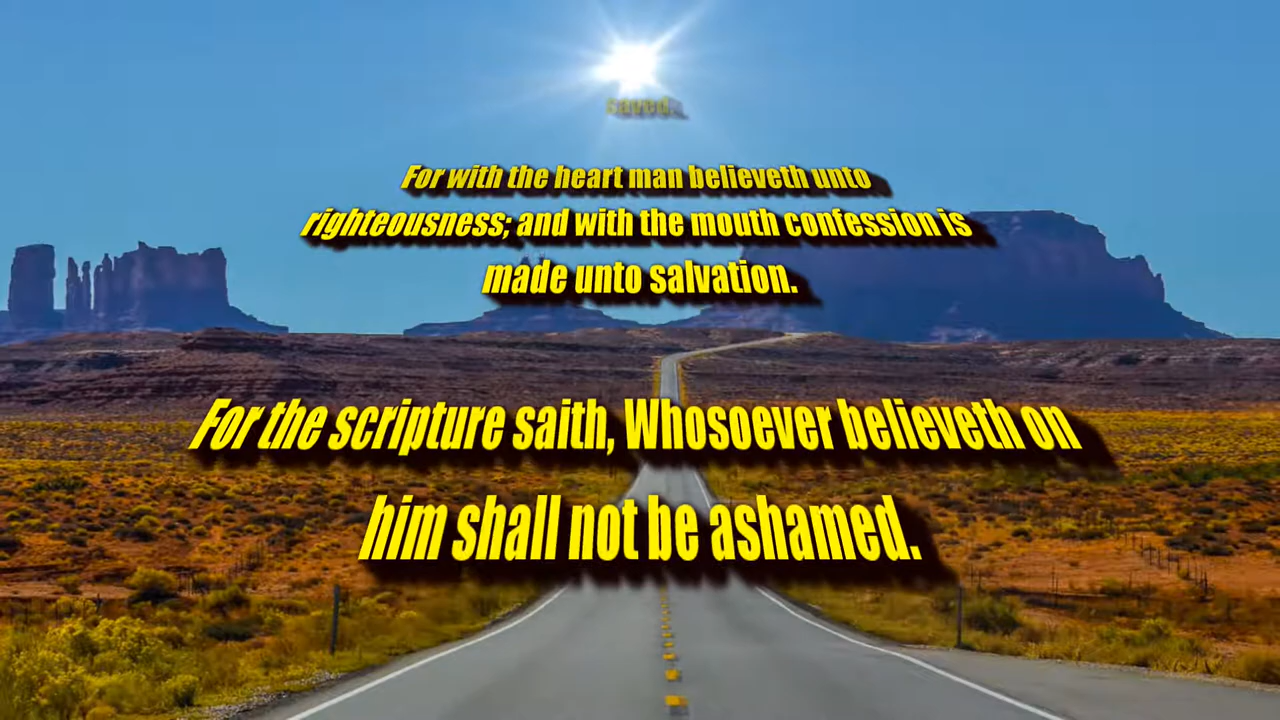 saved.
For with the heart man believeth unto
righteousness; and with the mouth confession is
made unto salvation.
For the scripture saith, Whosoever believeth on
him shall not be ashamed.